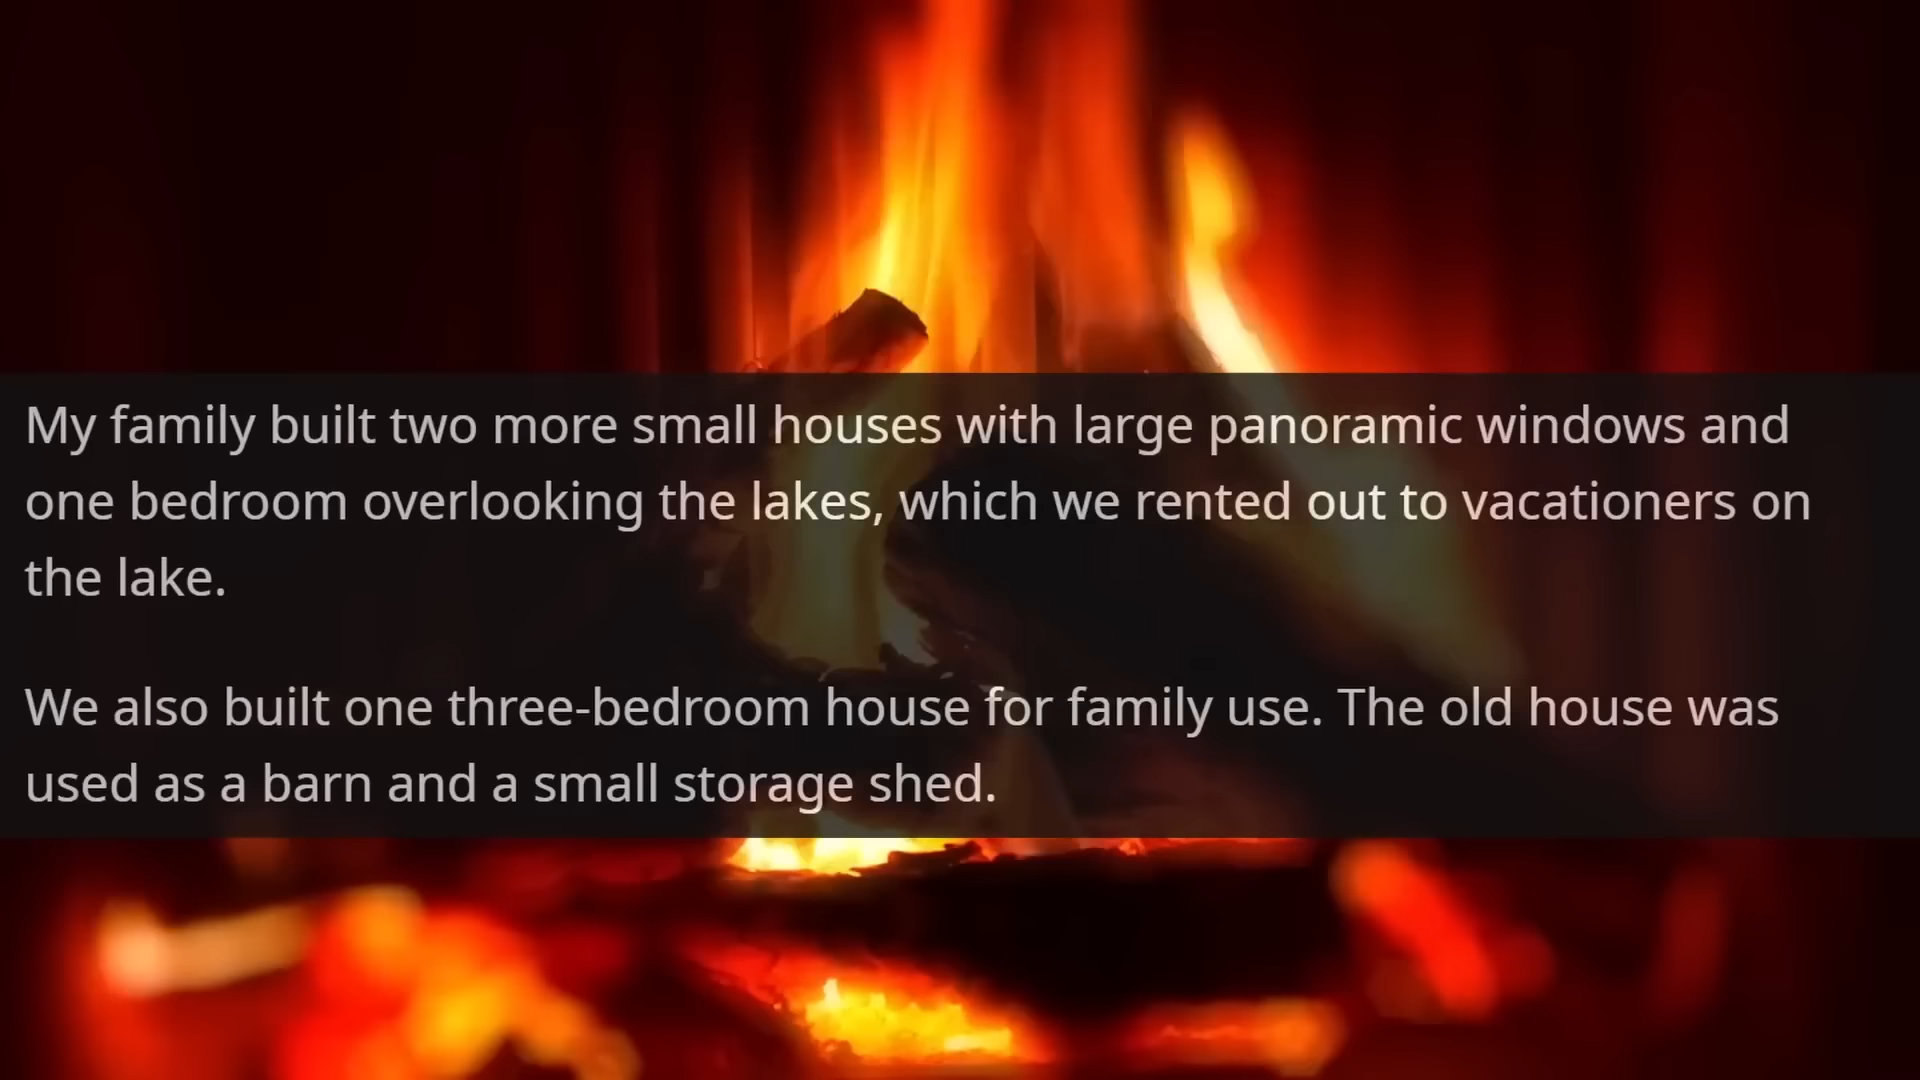 My family built two more small houses with large panoramic windows and
one bedroom overlooking the lakes, which we rented out to vacationers on
the lake.
We also built one three-bedroom house for family use. The old house was
used as a barn and a small storage shed.